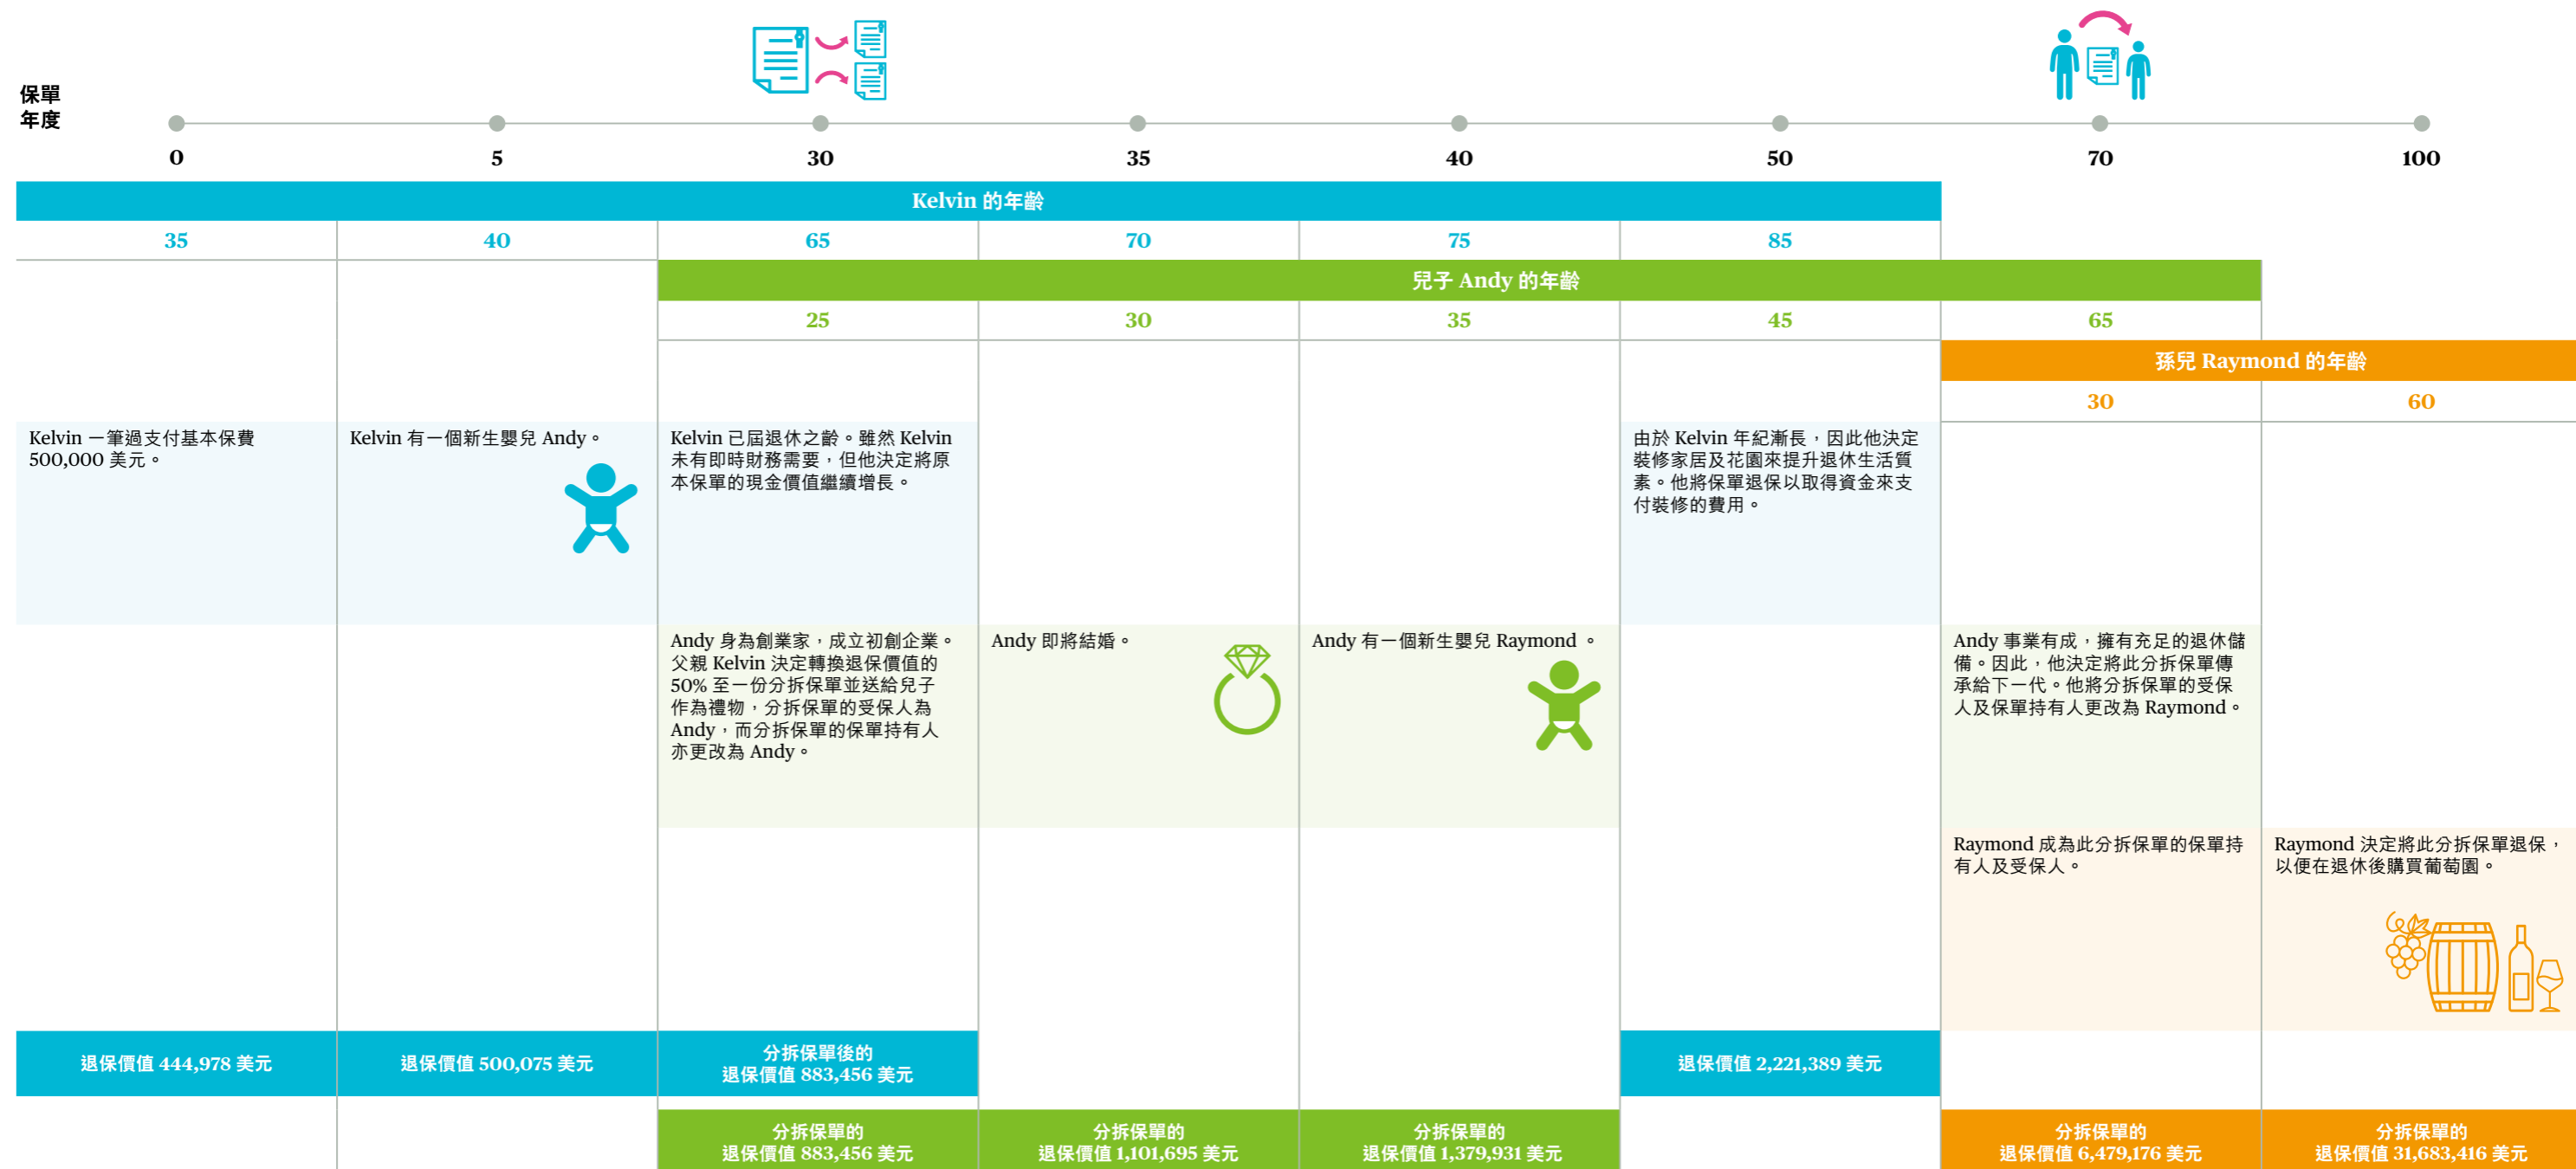 保單
年度
0
5
30
35
40
50
70
100
Kelvin 的年齡
35
40
65
70
75
85
兒子 Andy 的年齡
25
30
35
45
65
孫兒 Raymond 的年齡
30
60
Kelvin 一筆過支付基本保費
500,000 美元。
Kelvin 有一個新生嬰兒 Andy。
Kelvin 已屆退休之齡。雖然 Kelvin
未有即時財務需要，但他決定將原
本保單的現金價值繼續增長。
由於 Kelvin 年紀漸長，因此他決定
裝修家居及花園來提升退休生活質
素。他將保單退保以取得資金來支
付裝修的費用。
Andy 身為創業家，成立初創企業。
父親 Kelvin 決定轉換退保價值的
50% 至一份分拆保單並送給兒子
作為禮物，分拆保單的受保人為
Andy，而分拆保單的保單持有人
亦更改為 Andy。
Andy 即將結婚。
Andy 有一個新生嬰兒 Raymond 。
Andy 事業有成，擁有充足的退休儲
備。因此，他決定將此分拆保單傳
承給下一代。他將分拆保單的受保
人及保單持有人更改為 Raymond。
Raymond 成為此分拆保單的保單持
有人及受保人。
Raymond 決定將此分拆保單退保，
以便在退休後購買葡萄園。
退保價值 444,978 美元
退保價值 500,075 美元
分拆保單後的
退保價值 883,456 美元
退保價值 2,221,389 美元
分拆保單的
退保價值 883,456 美元
分拆保單的
退保價值 1,101,695 美元
分拆保單的
退保價值 1,379,931 美元
分拆保單的
退保價值 6,479,176 美元
分拆保單的
退保價值 31,683,416 美元